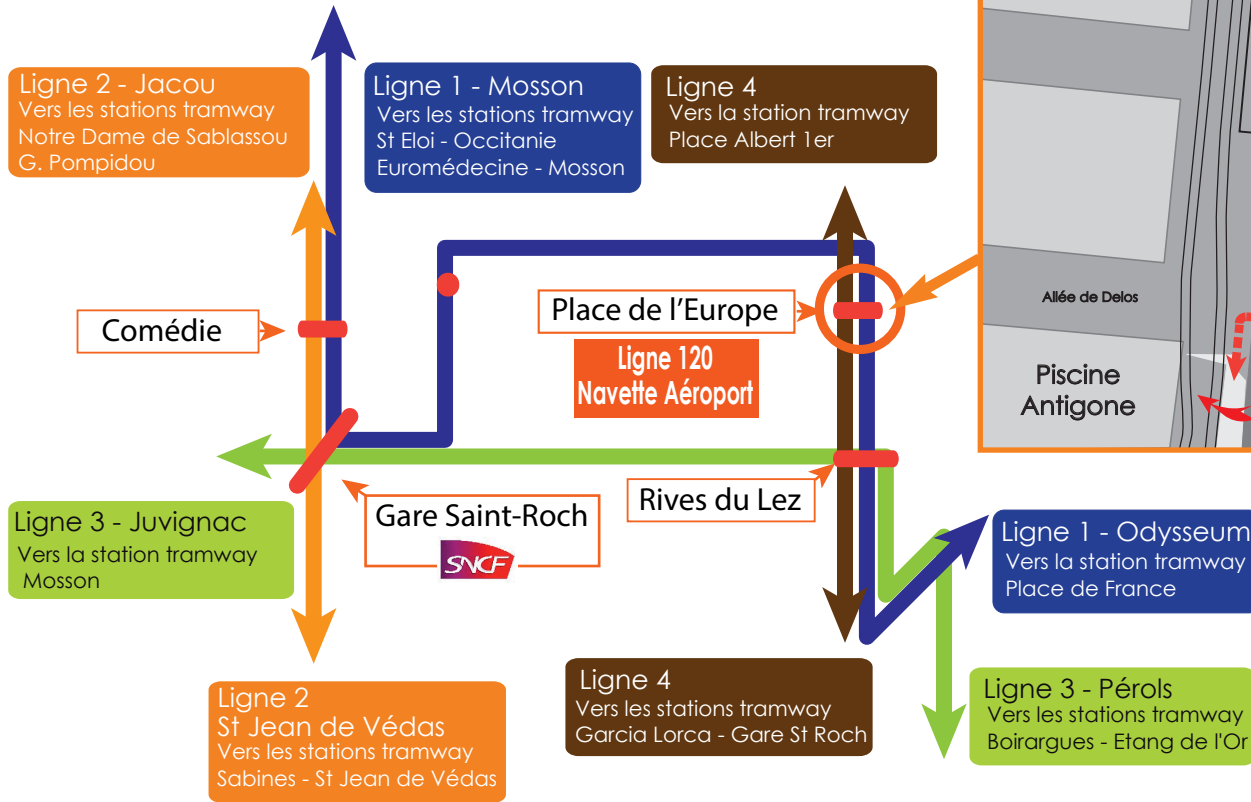 Ligne 2 - Jacou
Vers les stations tramway
Notre Dame de Sablassou
G. Pompidou
Ligne 1 - Mosson
Vers les stations tramway
St Eloi - Occitanie
Euromédecine - Mosson
Ligne 4
Vers la station tramway
Place Albert 1er
Allée de Delos
Piscine
Antigone
Comédie
Place de l'Europe
Ligne 120
Navette Aéroport
Gare Saint-Roch
SNCF
Rives du Lez
Ligne 3 - Juvignac
Vers la station tramway
Mosson
Ligne 1 - Odysseum
Vers la station tramway
Place de France
Ligne 2
St Jean de Védas
Vers les stations tramway
Sabines - St Jean de Védas
Ligne 4
Vers les stations tramway
Garcia Lorca - Gare St Roch
Ligne 3 - Pérols
Vers les stations tramway
Boirargues - Etang de l'Or